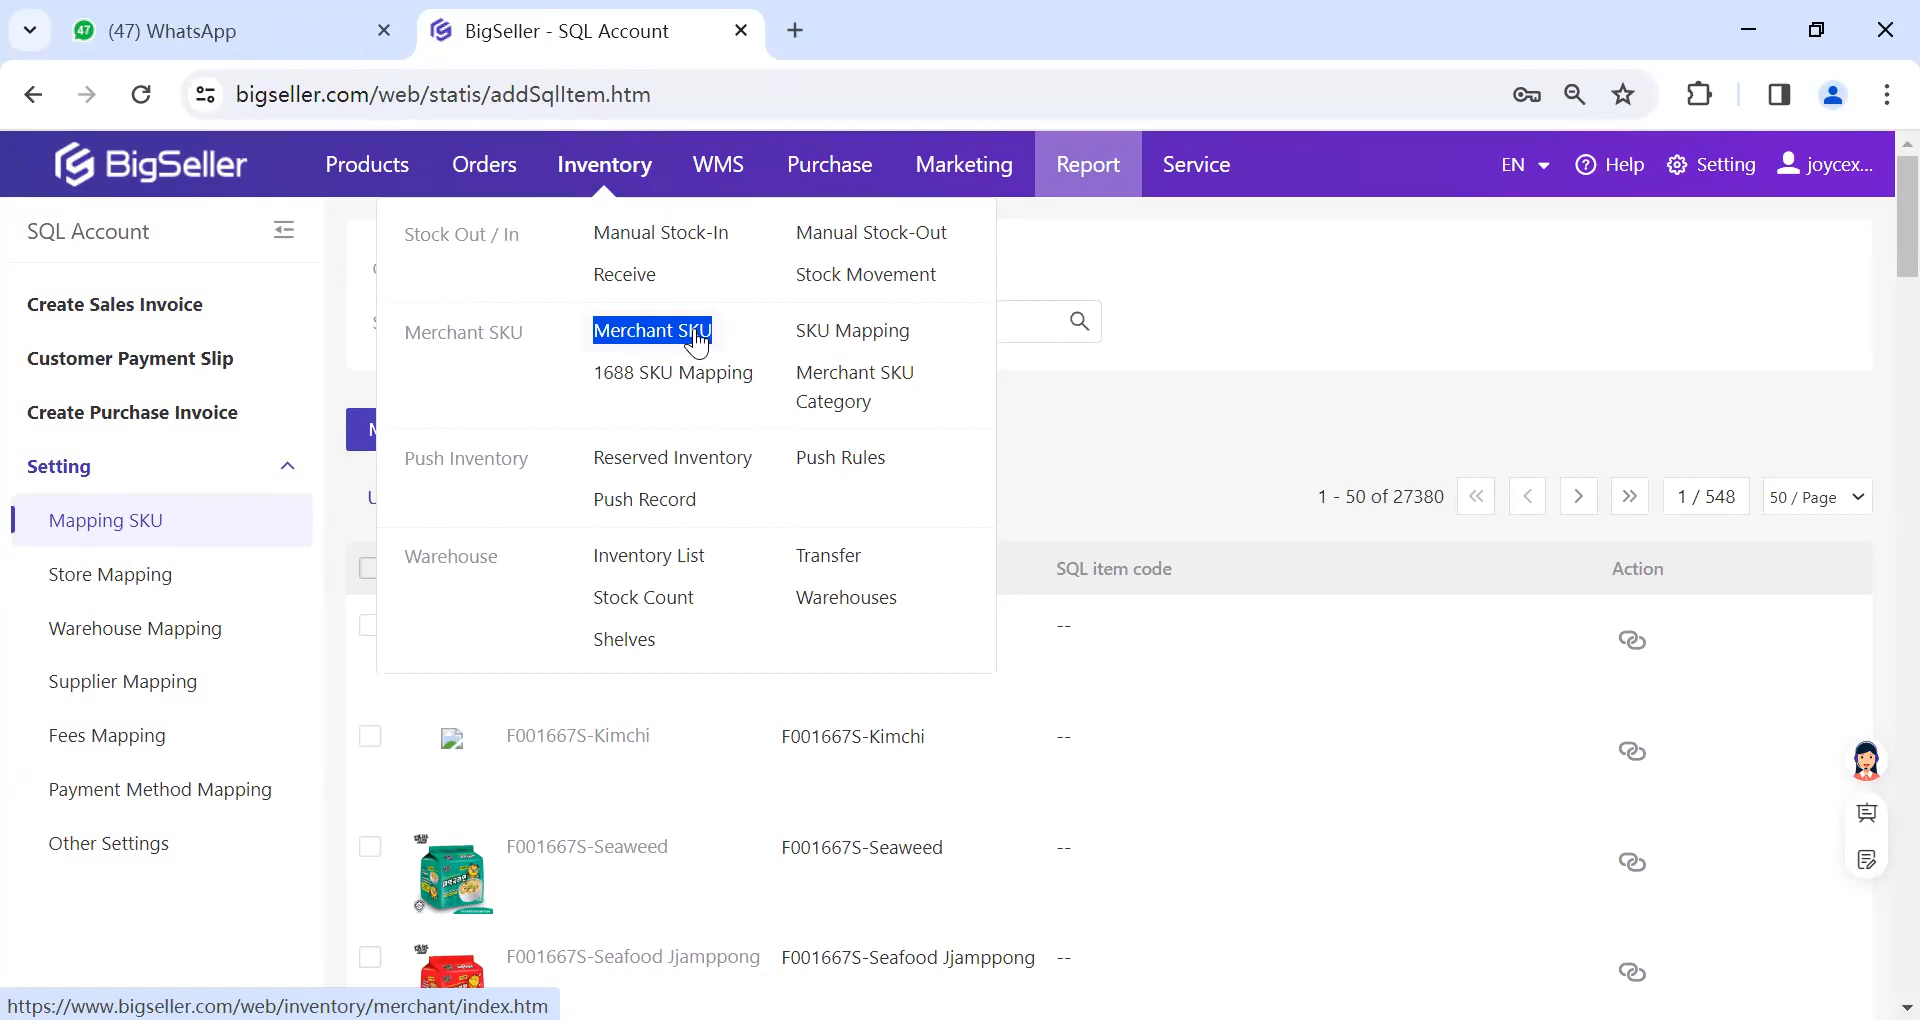 (47) WhatsApp
BigSeller - SQL Account
bigseller.com/web/statis/addSqlItem.htm
BigSeller
Products
Orders
Inventory
WMS
Purchase
Marketing
Report
Service
EN
Help
Setting
joycex...
SQL Account
Create Sales Invoice
Customer Payment Slip
Create Purchase Invoice
Setting
Mapping SKU
Store Mapping
Warehouse Mapping
Supplier Mapping
Fees Mapping
Payment Method Mapping
Other Settings
Stock Out / In
Manual Stock-In
Manual Stock-Out
Receive
Stock Movement
Merchant SKU
Merchant SKU
SKU Mapping
1688 SKU Mapping
Merchant SKU
Category
Push Inventory
Reserved Inventory
Push Rules
Push Record
Warehouse
Inventory List
Transfer
Stock Count
Warehouses
Shelves
1 - 50 of 27380
1 / 548
50 / Page
SQL item code
Action
--
F001667S-Kimchi
F001667S-Kimchi
--
F001667S-Seaweed
F001667S-Seaweed
--
F001667S-Seafood Jjamppong
F001667S-Seafood Jjamppong
--
https://www.bigseller.com/web/inventory/merchant/index.htm